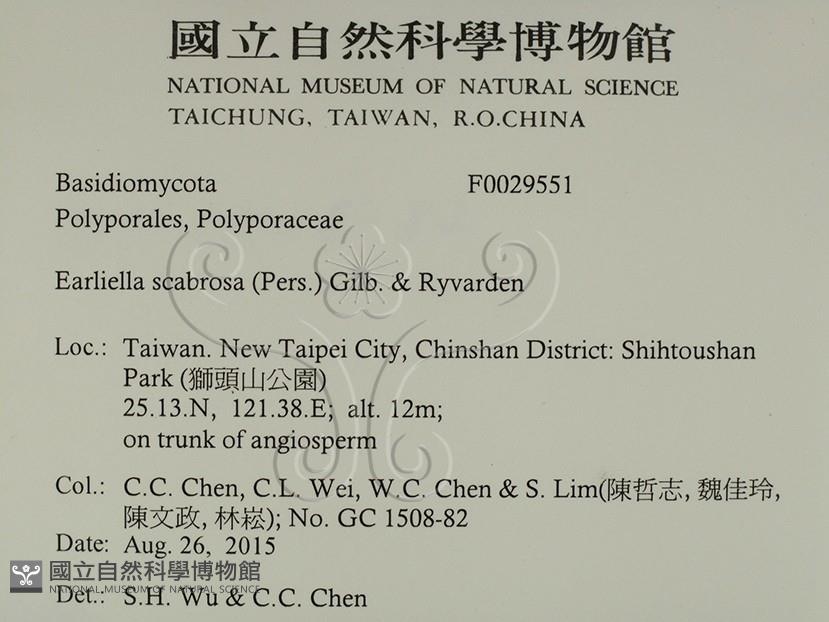 國立自然科學博物館
NATIONAL MUSEUM OF NATURAL SCIENCE
TAICHUNG, TAIWAN, R.O.CHINA
Basidiomycota F0029551
Polyporales, Polyporaceae
Earliella scabrosa (Pers.) Gilb. & Ryvarden
Loc.: Taiwan. New Taipei City, Chinshan District: Shihtoushan
Park (獅頭山公園)
25.13.N, 121.38.E; alt. 12m;
on trunk of angiosperm
Col.: C.C. Chen, C.L. Wei, W.C. Chen & S. Lim(陳哲志, 魏佳玲,
陳文政, 林崧); No. GC 1508-82
Date: Aug. 26, 2015
國立自然科學博物館
NATIONAL MUSEUM OF NATURAL SCIENCE
Det.: S.H. Wu & C.C. Chen